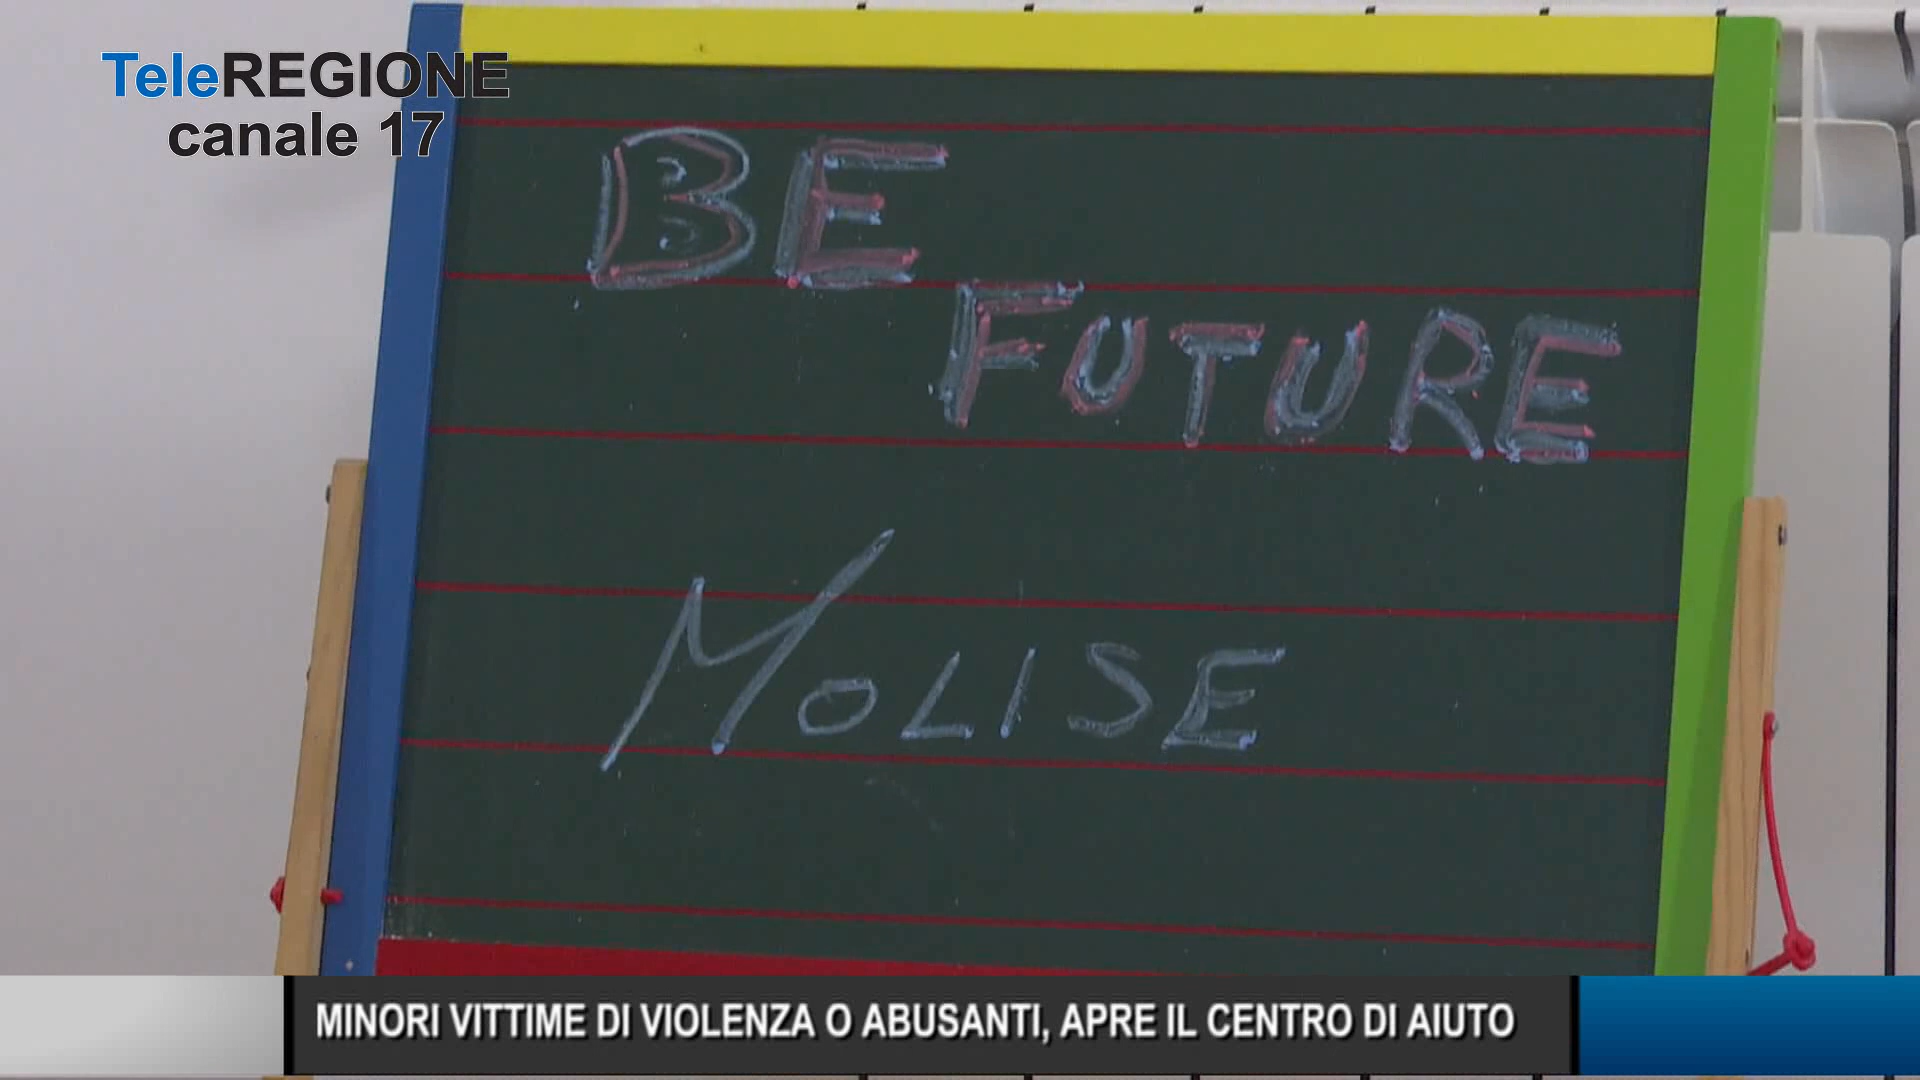 TeleREGIONE
canale 17
BE
FUTURE
MOLISE
MINORI VITTIME DI VIOLENZA O ABUSANTI, APRE IL CENTRO DI AIUTO